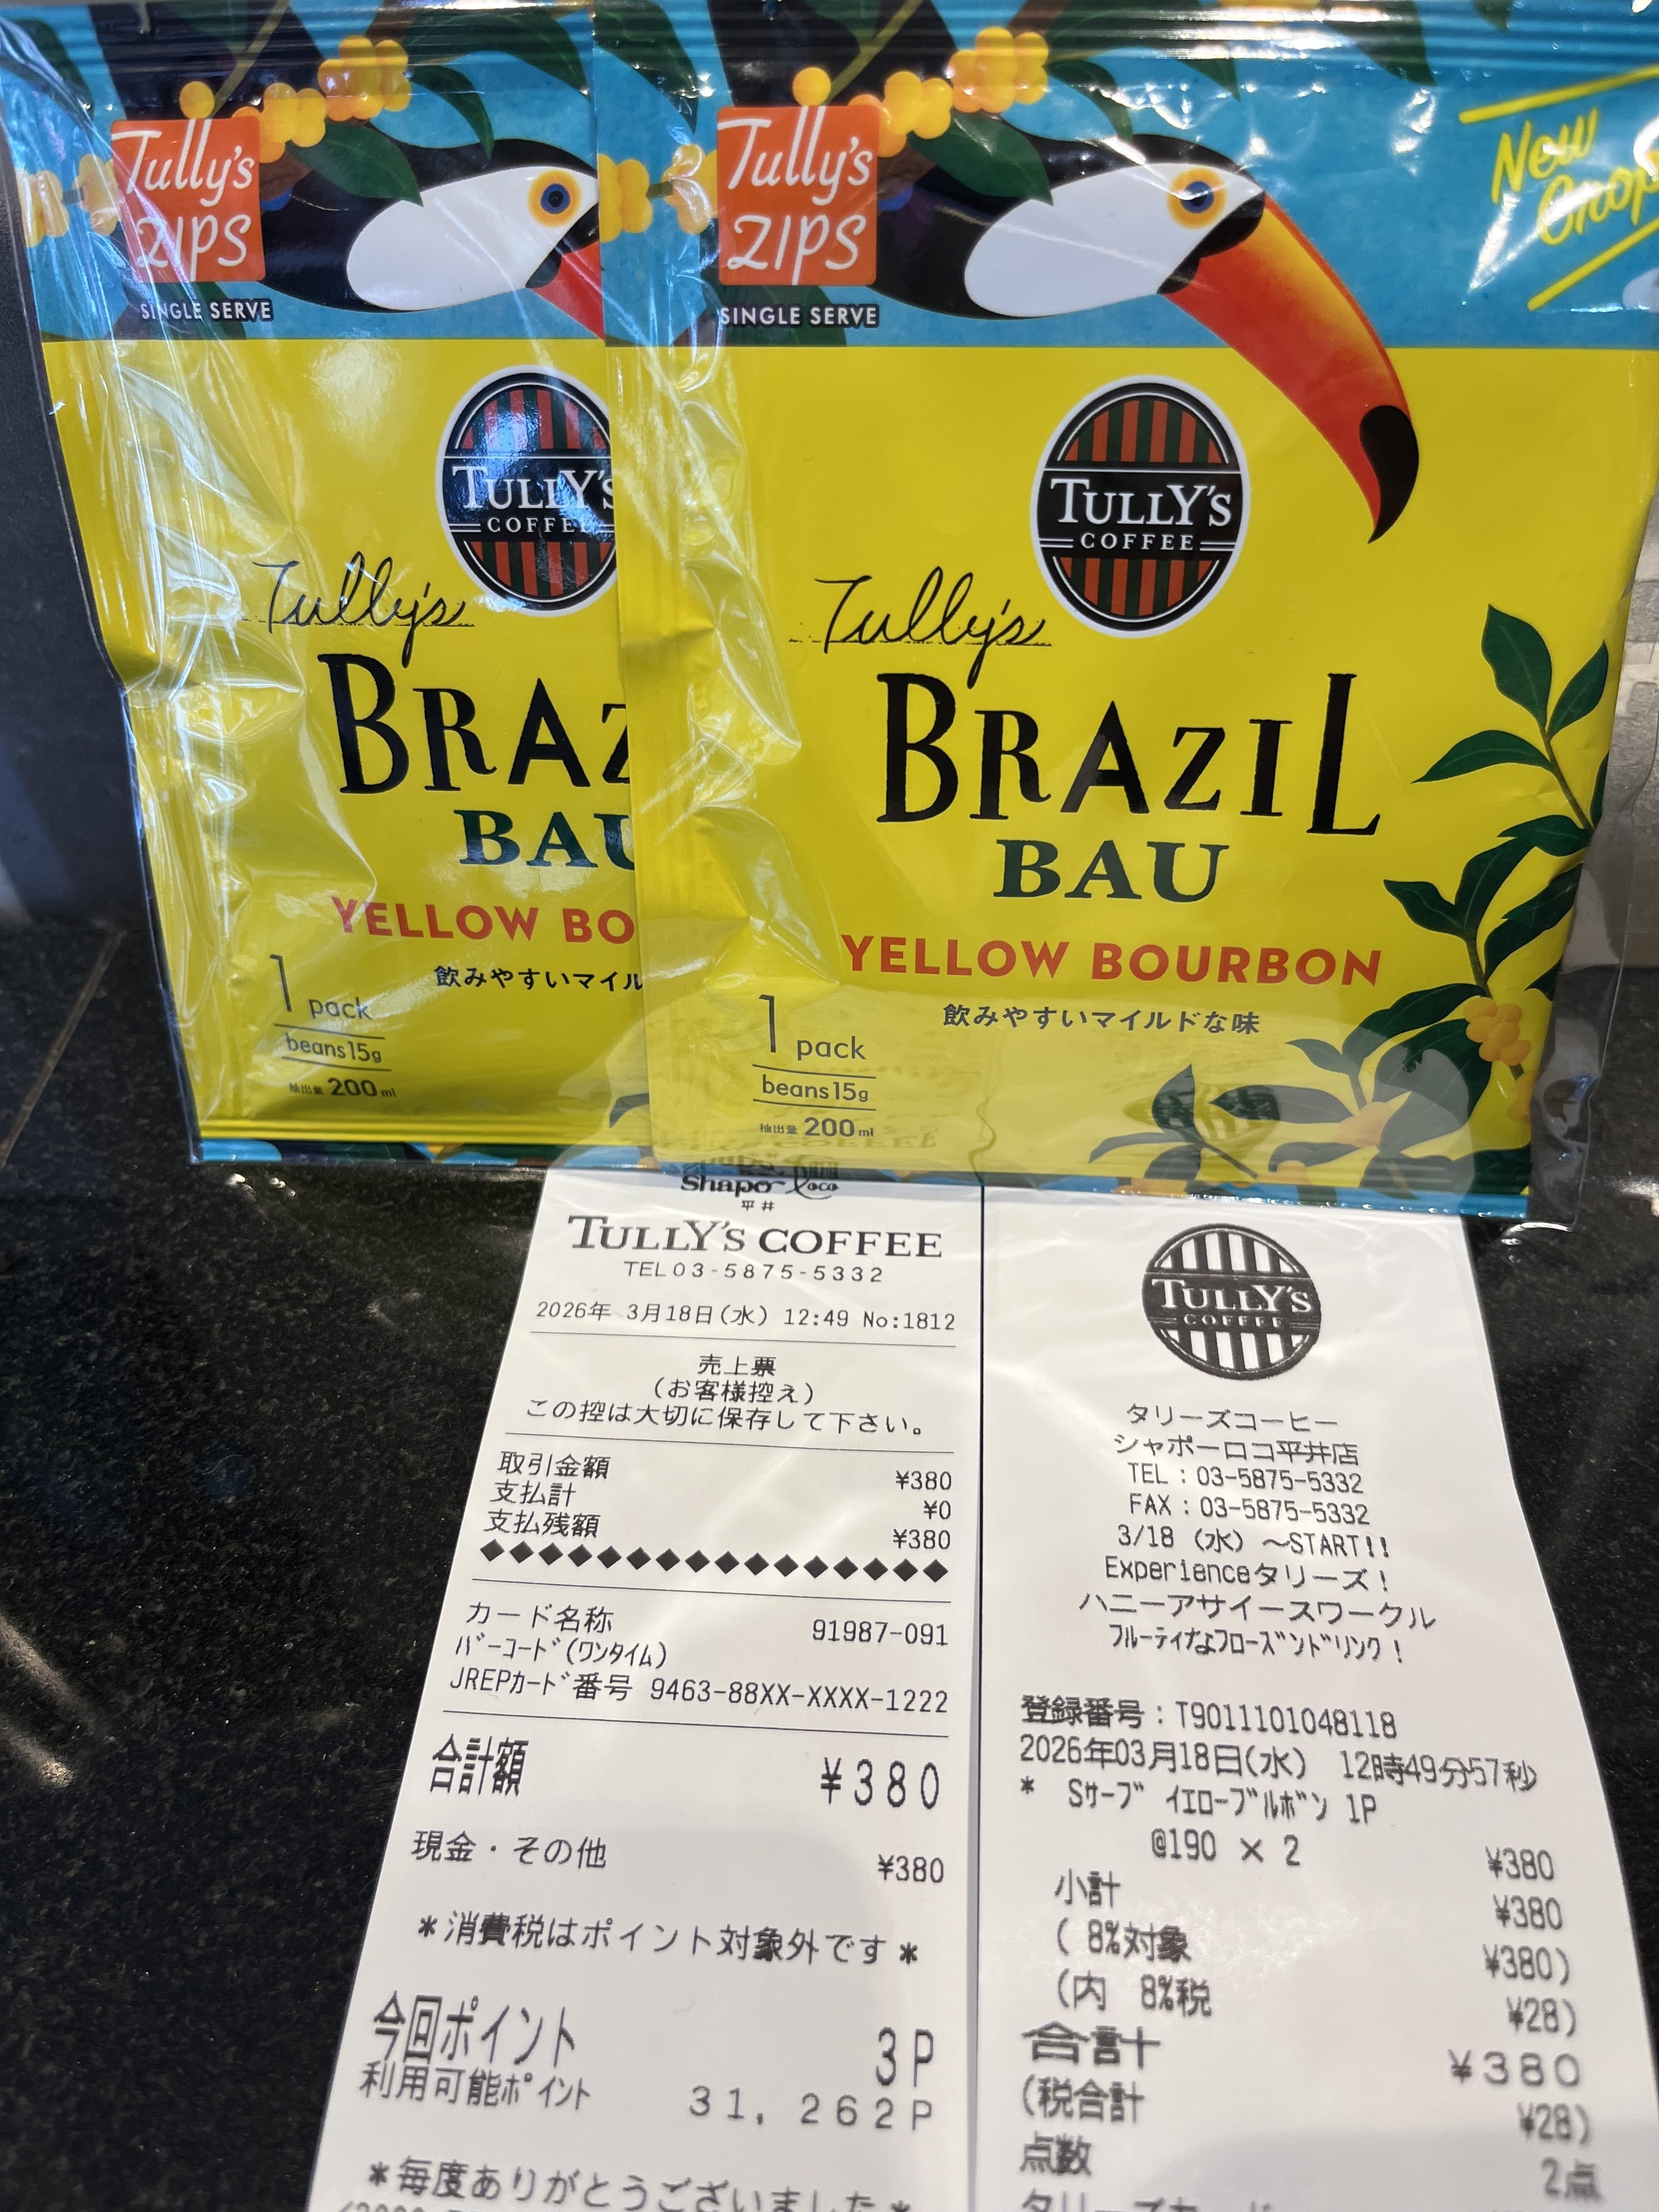 Tully's
ZIPS
SINGLE SERVE
TULLY'S
COFFEE
Tully's
BRAZ
BAU
YELLOW BO
飲みやすいマイル
1 pack
beans15g
抽出量 200ml
Tully's
ZIPS
SINGLE SERVE
New
Crop
TULLY'S
COFFEE
Tully's
BRAZIL
BAU
YELLOW BOURBON
飲みやすいマイルドな味
1 pack
beans15g
抽出量 200ml
Shapo Loco
平井
TULLY'S COFFEE
TEL03-5875-5332
2026年 3月18日(水) 12:49 No:1812
売上票
(お客様控え)
この控は大切に保存して下さい。
取引金額 ¥380
支払計 ¥0
支払残額 ¥380
◆◆◆◆◆◆◆◆◆◆◆◆◆◆◆◆
カード名称 91987-091
バーコード(ワンタイム)
JREPカード番号 9463-88XX-XXXX-1222
合計額 ¥380
現金・その他 ¥380
*消費税はポイント対象外です*
今回ポイント 3P
利用可能ポイント 31,262P
*毎度ありがとうございました*
TULLY'S
COFFEE
タリーズコーヒー
シャポーロコ平井店
TEL：03-5875-5332
FAX：03-5875-5332
3/18 (水) ～START!!
Experienceタリーズ！
ハニーアサイースワークル
フルーティなよフローズンドリンク！
登録番号：T9011101048118
2026年03月18日(水) 12時49分57秒
* Sサーブ イエローブルボン 1P
@190 × 2 ¥380
小計 ¥380
( 8%対象 ¥380)
(内 8%税 ¥28)
合計 ¥380
(税合計 ¥28)
点数 2点